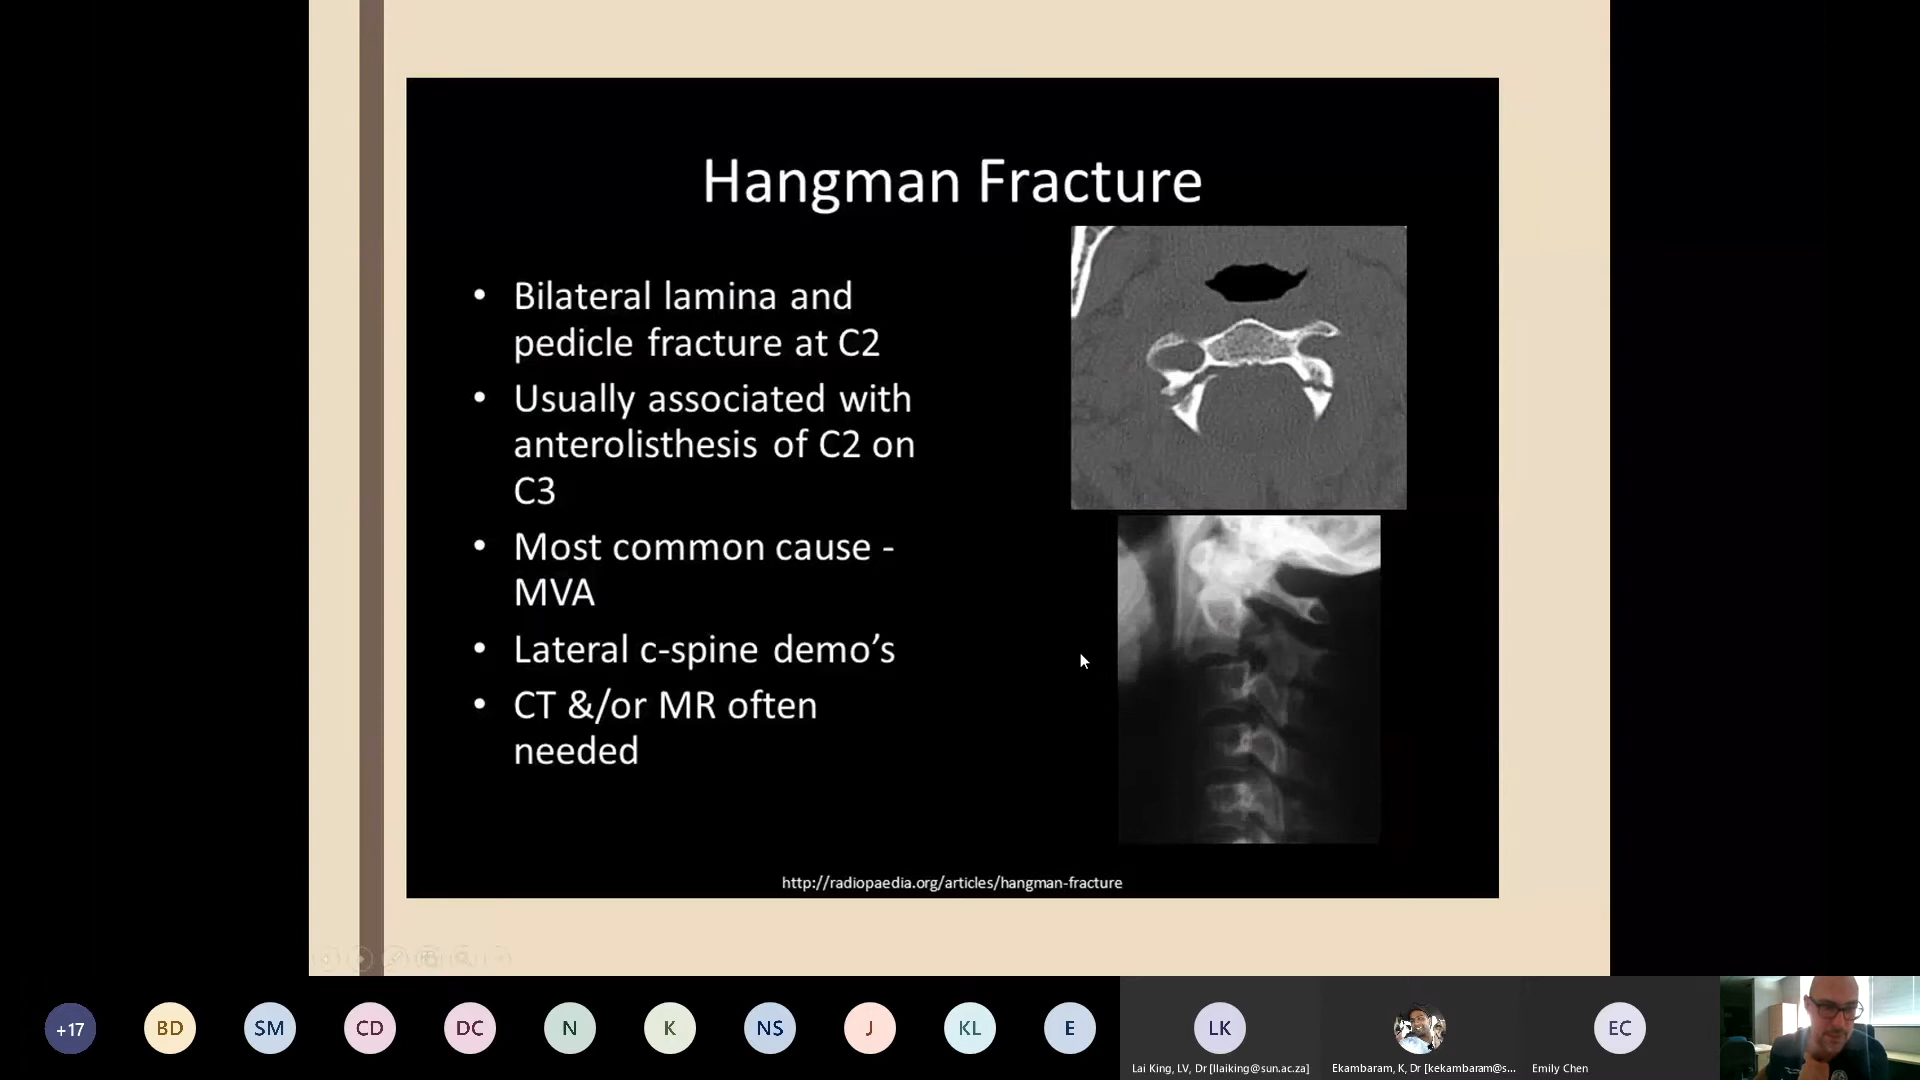 Hangman Fracture
• Bilateral lamina and
pedicle fracture at C2
• Usually associated with
anterolisthesis of C2 on
C3
• Most common cause -
MVA
• Lateral c-spine demo’s
• CT &/or MR often
needed
http://radiopaedia.org/articles/hangman-fracture
+17 BD SM CD DC N K NS J KL E LK EC
Lai King, LV, Dr [llaiking@sun.ac.za] Ekambaram, K, Dr [kekambaram@s... Emily Chen